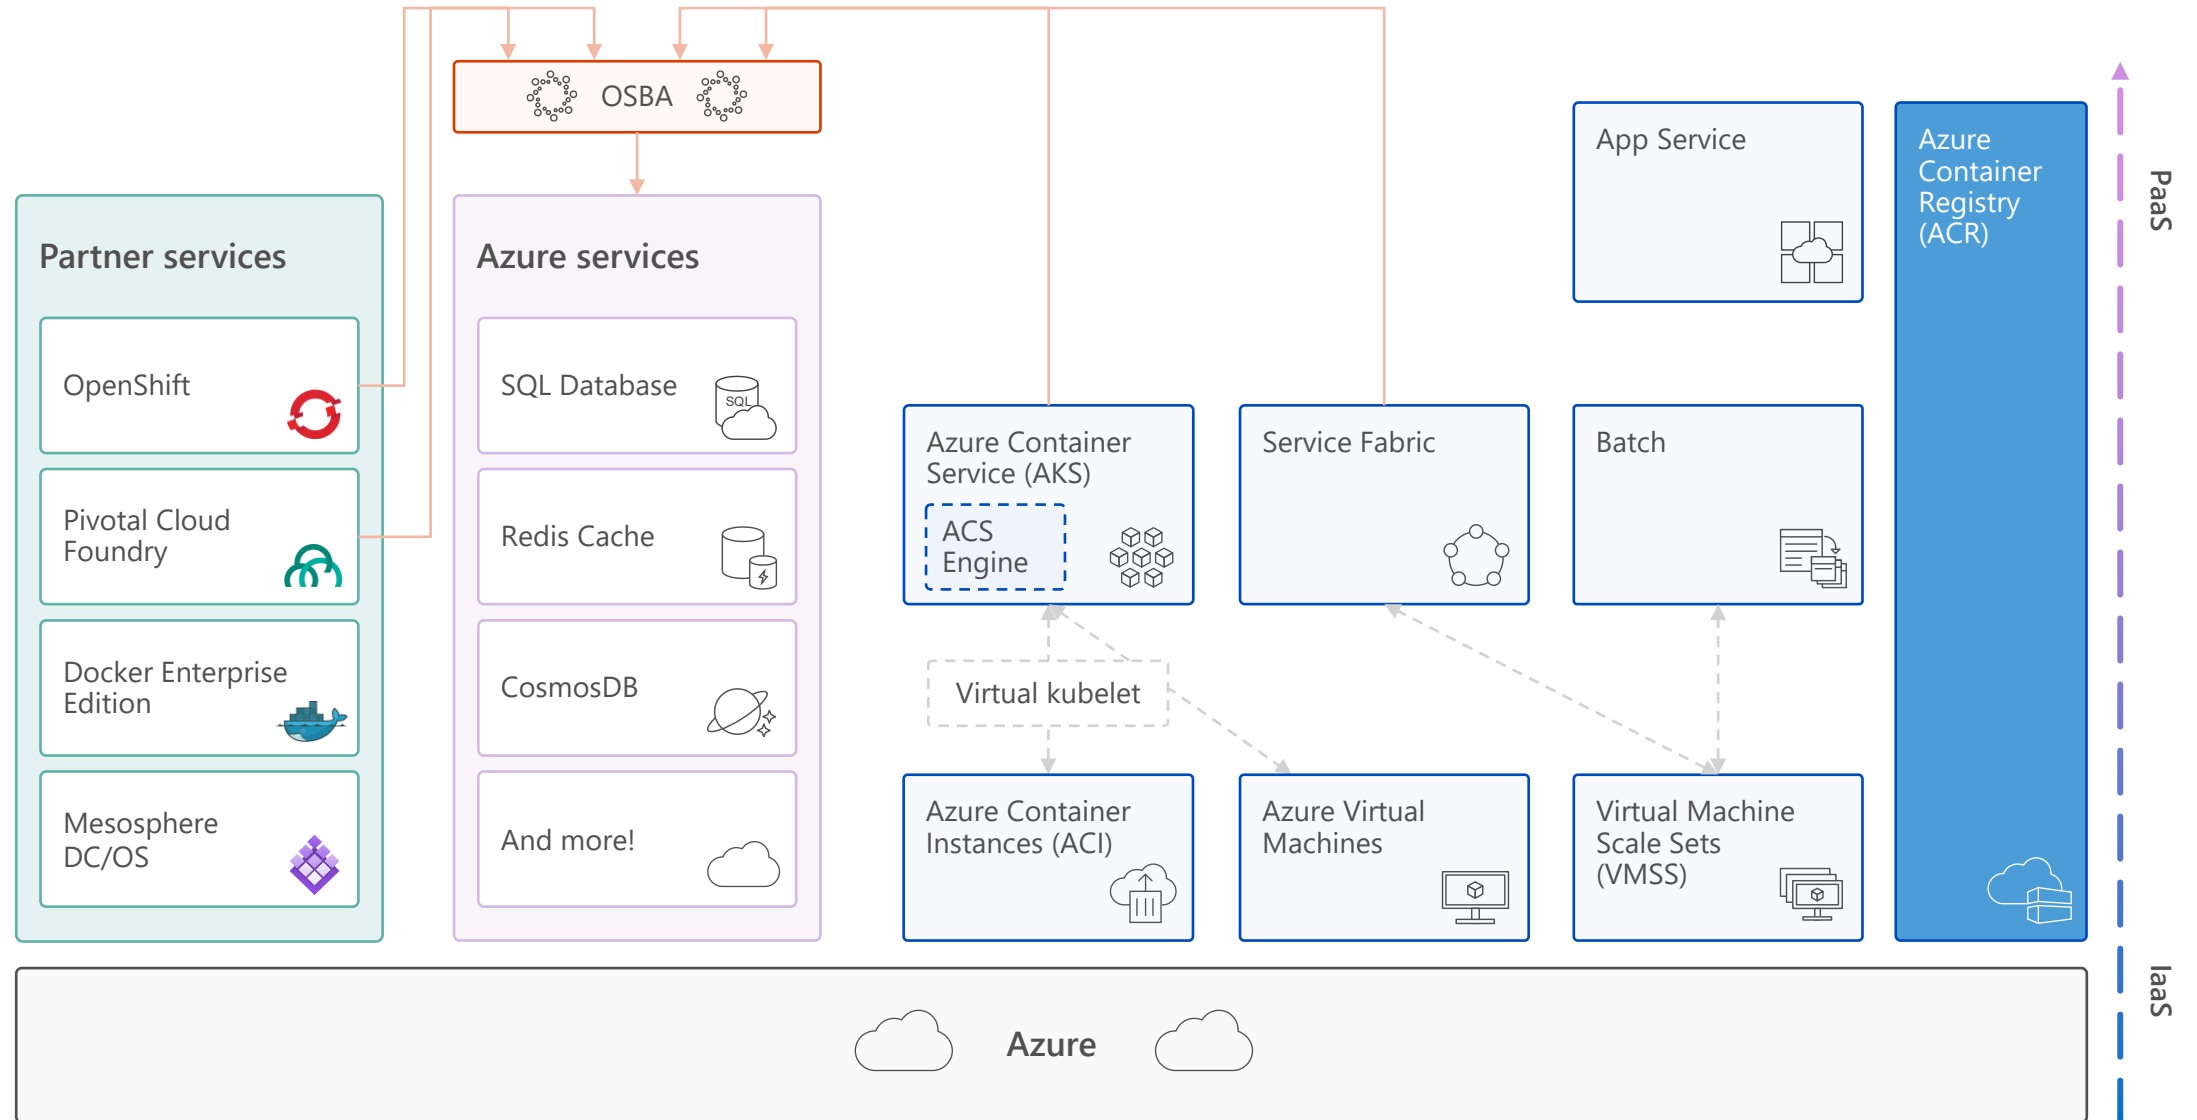 OSBA
Partner services
OpenShift
Pivotal Cloud
Foundry
Docker Enterprise
Edition
Mesosphere
DC/OS
Azure services
SQL Database
SQL
Redis Cache
CosmosDB
And more!
Azure Container
Service (AKS)
ACS
Engine
Service Fabric
App Service
Batch
Virtual kubelet
Azure Container
Instances (ACI)
Azure Virtual
Machines
Virtual Machine
Scale Sets
(VMSS)
Azure
Container
Registry
(ACR)
PaaS
IaaS
Azure